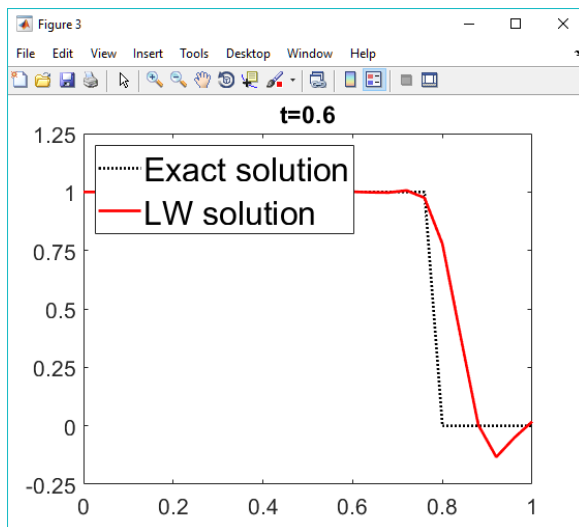 Figure 3
File Edit View Insert Tools Desktop Window Help
t=0.6
1.25
Exact solution
1
LW solution
0.75
0.5
0.25
0
-0.25
0 0.2 0.4 0.6 0.8 1